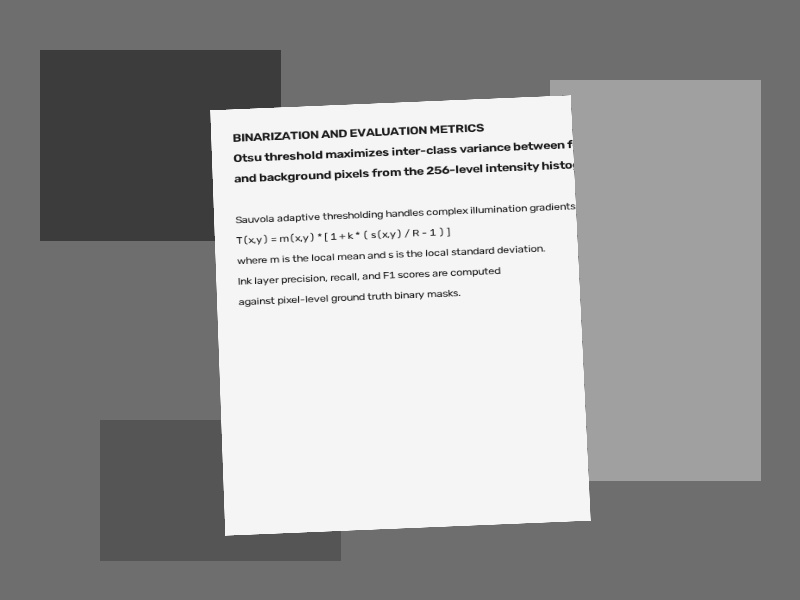 BINARIZATION AND EVALUATION METRICS
Otsu threshold maximizes inter-class variance between
and background pixels from the 256-level intensity
Sauvola adaptive thresholding handles complex illumination gradients
T(x,y) = m(x,y) * [ 1 + k * ( s(x,y) / R - 1 ) ]
where m is the local mean and s is the local standard deviation.
Ink layer precision, recall, and F1 scores are computed
against pixel-level ground truth binary masks.